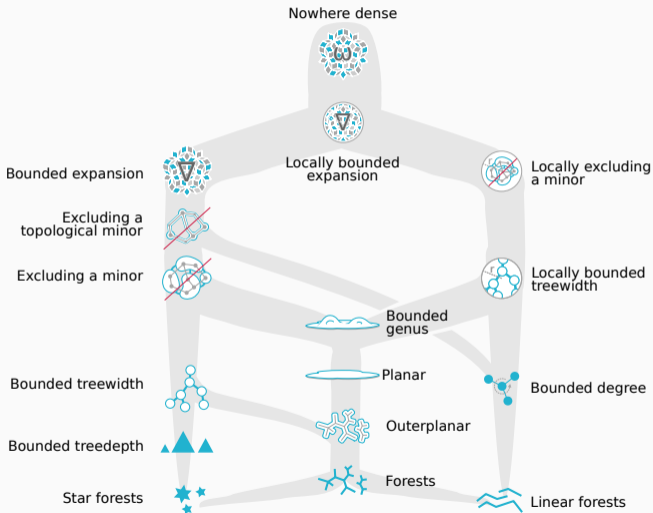 Nowhere dense
Locally bounded
expansion
Bounded expansion
Locally excluding
a minor
Excluding a
topological minor
Excluding a minor
Locally bounded
treewidth
Bounded
genus
Planar
Bounded treewidth
Bounded degree
Outerplanar
Bounded treedepth
Forests
Star forests
Linear forests